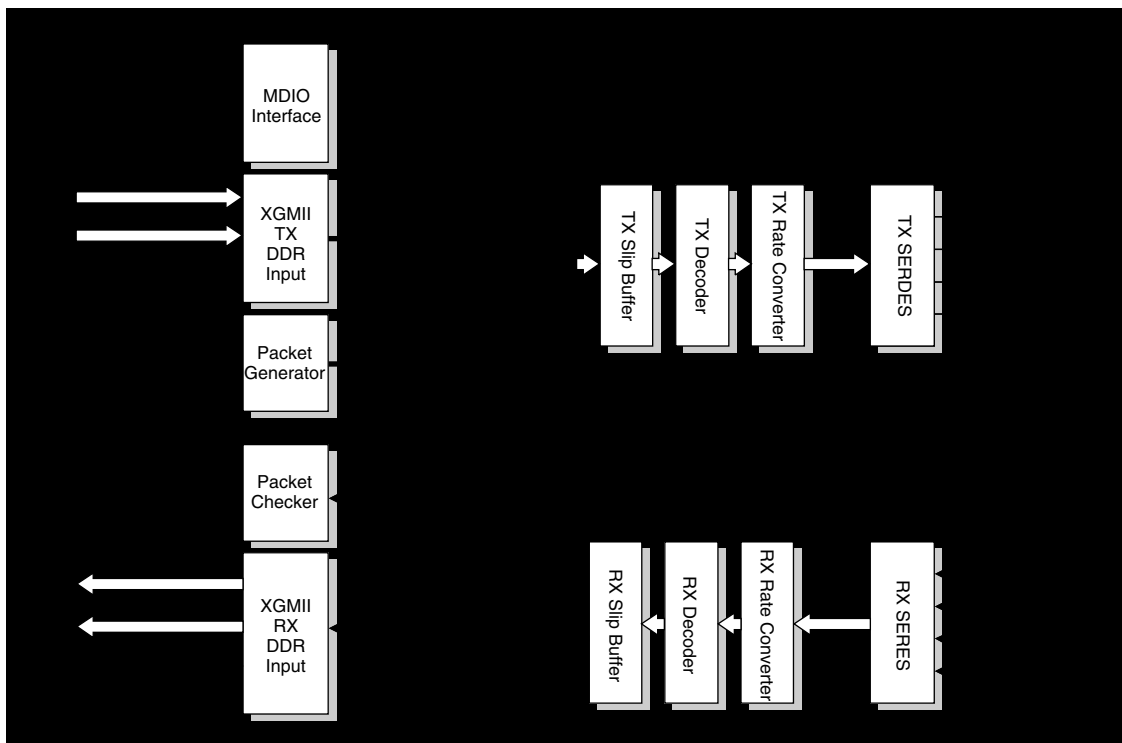 MDIO
Interface
XGMII
TX
DDR
Input
Packet
Generator
Packet
Checker
XGMII
RX
DDR
Input
TX Slip Buffer
TX Decoder
TX Rate Converter
TX SERDES
RX Slip Buffer
RX Decoder
RX Rate Converter
RX SERES